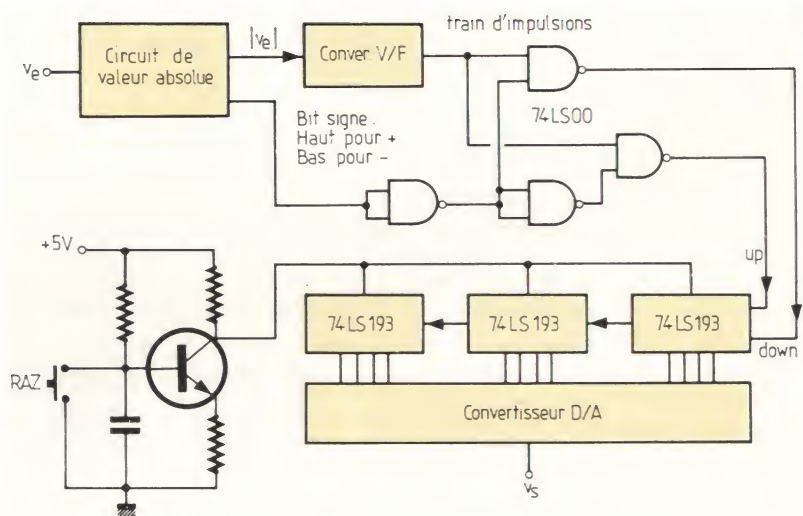 train d'impulsions
Circuit de
valeur absolue
|ve|
Conver. V/F
ve
74LS00
Bit signe.
Haut pour +
Bas pour -
+5V
up
74LS193
74LS193
74LS193
down
RAZ
Convertisseur D/A
vs